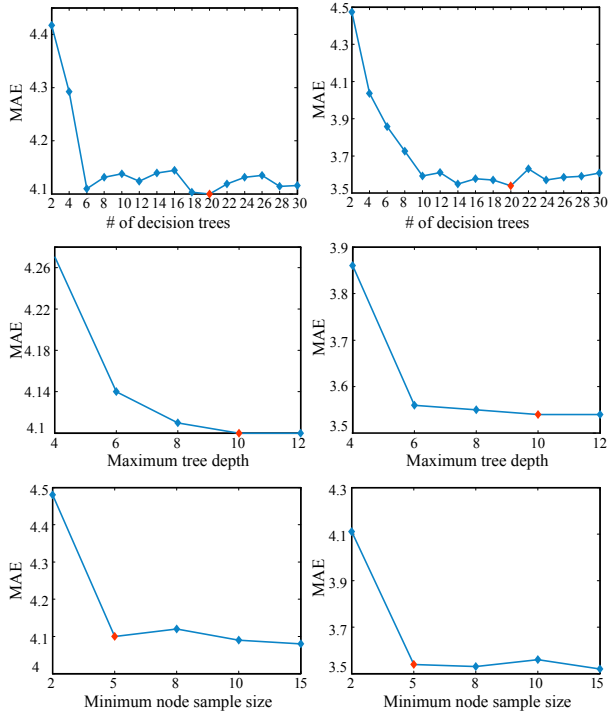 4.4
4.3
4.2
4.1
MAE
2 4 6 8 10 12 14 16 18 20 22 24 26 28 30
# of decision trees
4.5
4.3
4.1
3.9
3.7
3.5
MAE
2 4 6 8 10 12 14 16 18 20 22 24 26 28 30
# of decision trees
4.26
4.22
4.18
4.14
4.1
MAE
4 6 8 10 12
Maximum tree depth
3.9
3.8
3.7
3.6
3.5
MAE
4 6 8 10 12
Maximum tree depth
4.5
4.4
4.3
4.2
4.1
4
MAE
2 5 8 10 15
Minimum node sample size
4.3
4.1
3.9
3.7
3.5
MAE
2 5 8 10 15
Minimum node sample size